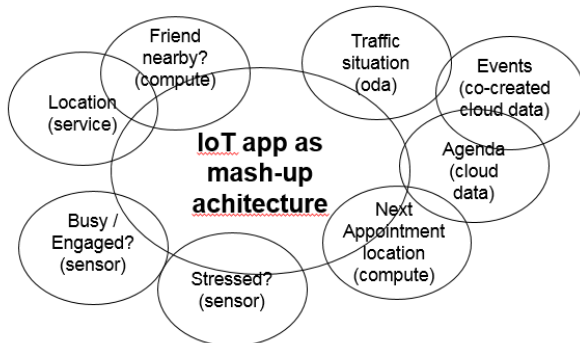 Friend
nearby?
(compute)
Location
(service)
Traffic
situation
(oda)
Events
(co-created
cloud data)
Agenda
(cloud
data)
IoT app as
mash-up
achitecture
Next
Appointment
location
(compute)
Busy /
Engaged?
(sensor)
Stressed?
(sensor)